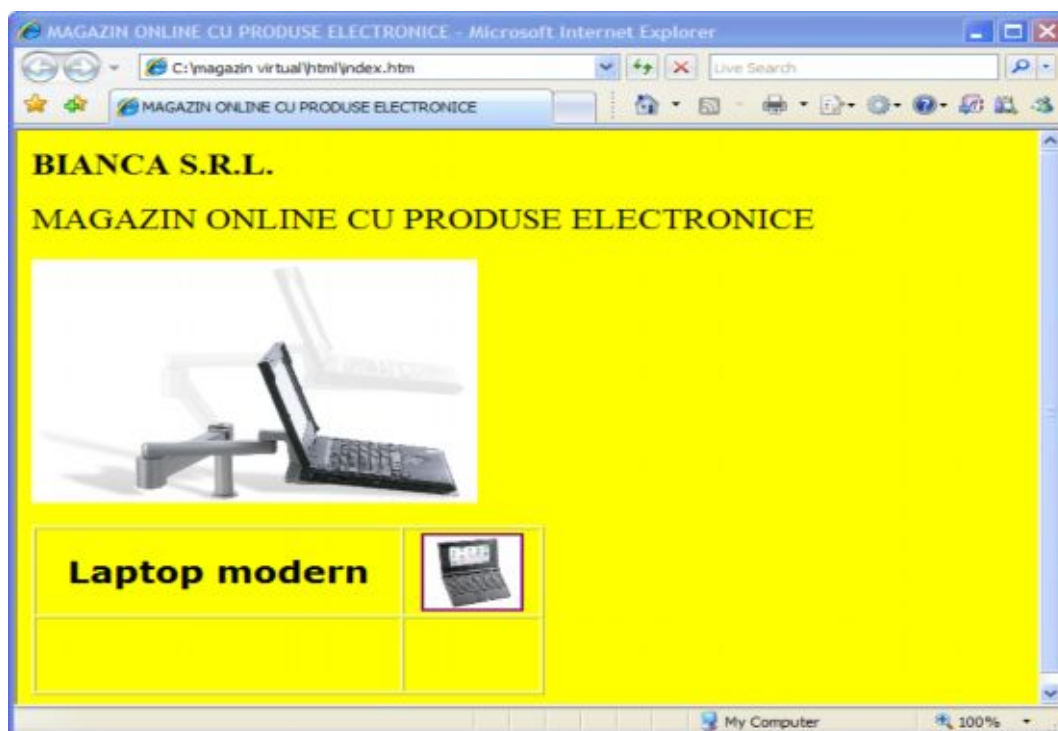 MAGAZIN ONLINE CU PRODUSE ELECTRONICE - Microsoft Internet Explorer
C:\magazin virtual\html\index.htm
Live Search
MAGAZIN ONLINE CU PRODUSE ELECTRONICE
BIANCA S.R.L.
MAGAZIN ONLINE CU PRODUSE ELECTRONICE
Laptop modern
My Computer
100%